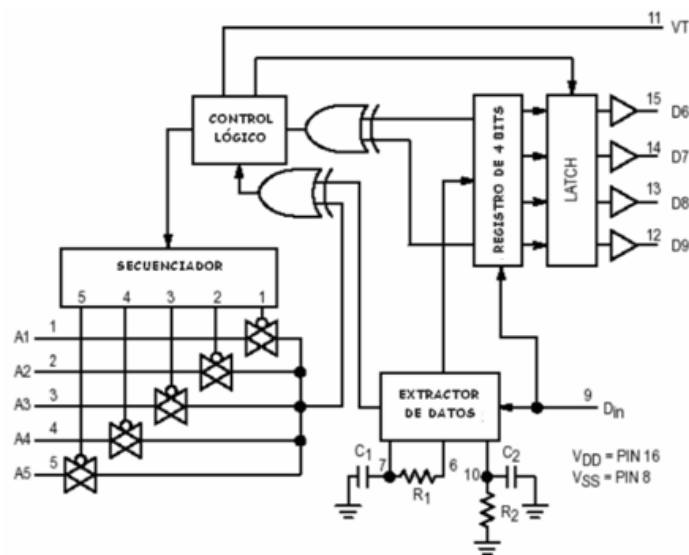 11
VT
CONTROL
LÓGICO
REGISTRO DE 4 BITS
LATCH
15
D6
14
D7
13
D8
12
D9
SECUENCIADOR
5 4 3 2 1
A1 1
A2 2
A3 3
A4 4
A5 5
EXTRACTOR
DE DATOS
9
Din
C1
7
R1
6
10
C2
R2
VDD = PIN 16
VSS = PIN 8